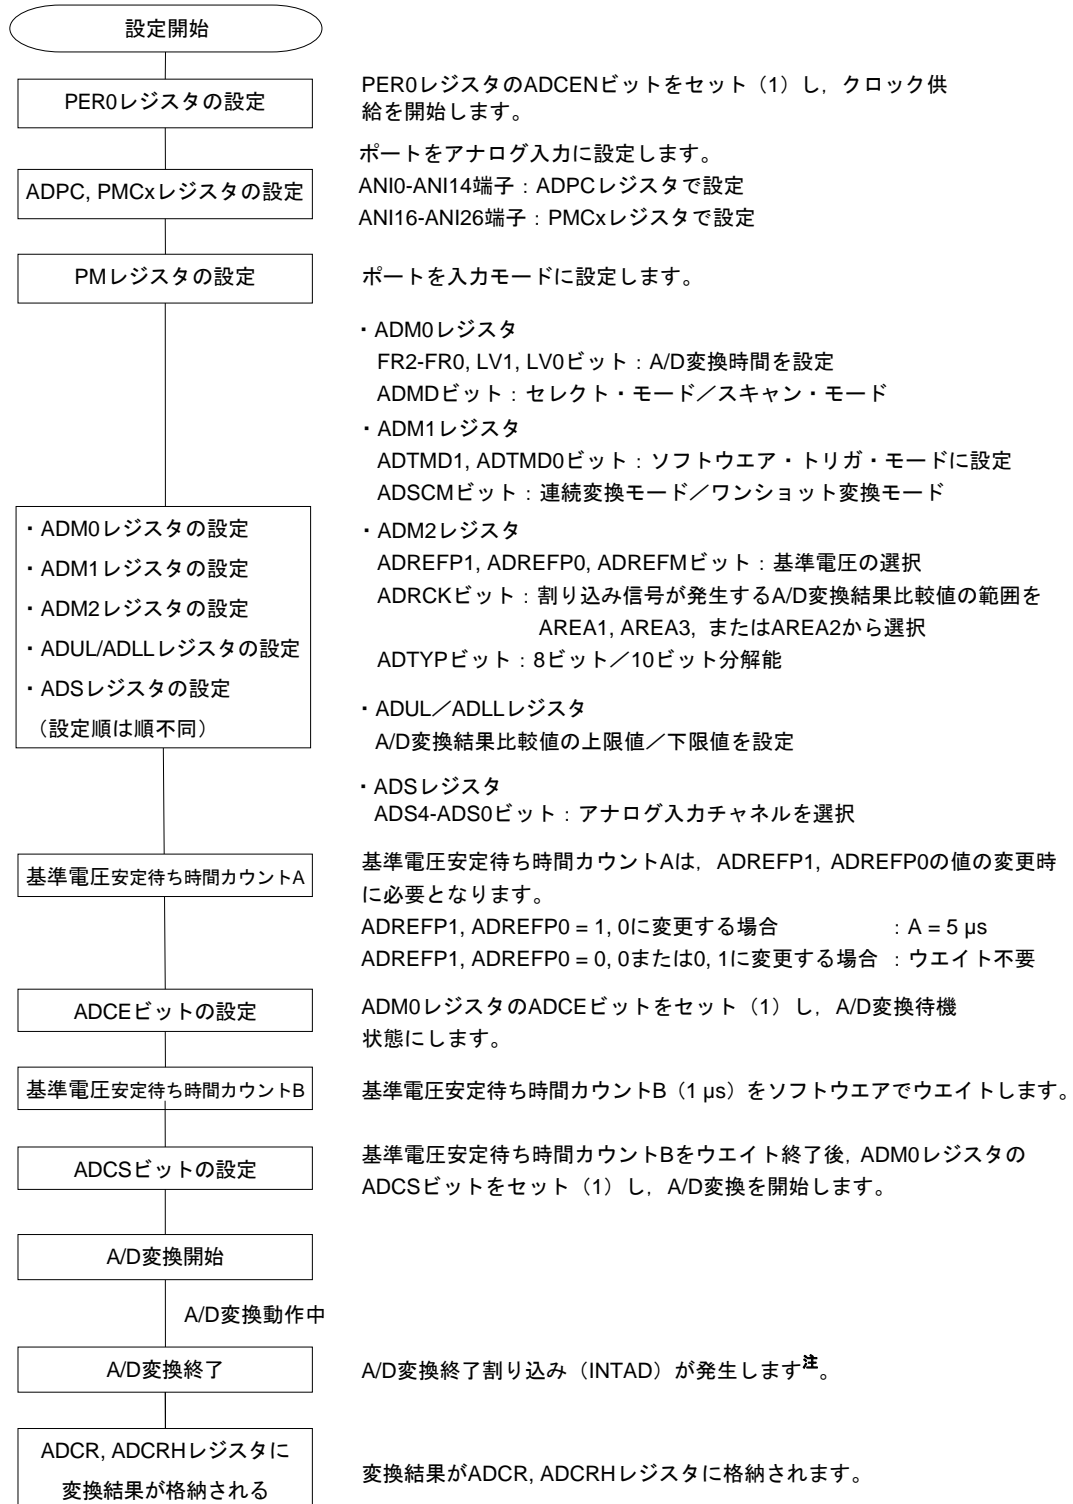 設定開始
PER0レジスタの設定
PER0レジスタのADCENビットをセット（1）し，クロック供
給を開始します。
ADPC, PMCxレジスタの設定
ポートをアナログ入力に設定します。
ANI0-ANI14端子：ADPCレジスタで設定
ANI16-ANI26端子：PMCxレジスタで設定
PMレジスタの設定
ポートを入力モードに設定します。
・ADM0レジスタの設定
・ADM1レジスタの設定
・ADM2レジスタの設定
・ADUL/ADLLレジスタの設定
・ADSレジスタの設定
（設定順は順不同）
・ADM0レジスタ
FR2-FR0, LV1, LV0ビット：A/D変換時間を設定
ADMDビット：セレクト・モード／スキャン・モード
・ADM1レジスタ
ADTMD1, ADTMD0ビット：ソフトウエア・トリガ・モードに設定
ADSCMビット：連続変換モード／ワンショット変換モード
・ADM2レジスタ
ADREFP1, ADREFP0, ADREFMビット：基準電圧の選択
ADRCKビット：割り込み信号が発生するA/D変換結果比較値の範囲を
AREA1, AREA3, またはAREA2から選択
ADTYPビット：8ビット／10ビット分解能
・ADUL／ADLLレジスタ
A/D変換結果比較値の上限値／下限値を設定
・ADSレジスタ
ADS4-ADS0ビット：アナログ入力チャネルを選択
基準電圧安定待ち時間カウントA
基準電圧安定待ち時間カウントAは，ADREFP1, ADREFP0の値の変更時
に必要となります。
ADREFP1, ADREFP0 = 1, 0に変更する場合 ：A = 5 μs
ADREFP1, ADREFP0 = 0, 0または0, 1に変更する場合 ：ウエイト不要
ADCEビットの設定
ADM0レジスタのADCEビットをセット（1）し，A/D変換待機
状態にします。
基準電圧安定待ち時間カウントB
基準電圧安定待ち時間カウントB（1 μs）をソフトウエアでウエイトします。
ADCSビットの設定
基準電圧安定待ち時間カウントBをウエイト終了後, ADM0レジスタの
ADCSビットをセット（1）し，A/D変換を開始します。
A/D変換開始
A/D変換動作中
A/D変換終了
A/D変換終了割り込み（INTAD）が発生します注。
ADCR, ADCRHレジスタに
変換結果が格納される
変換結果がADCR, ADCRHレジスタに格納されます。